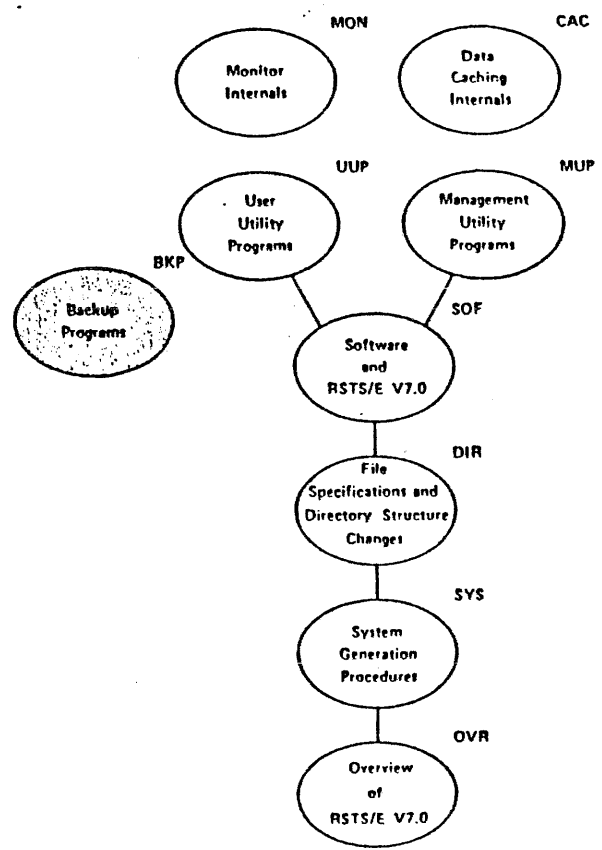 MON
Monitor
Internals
CAC
Data
Caching
Internals
UUP
User
Utility
Programs
MUP
Management
Utility
Programs
BKP
Backup
Programs
SOF
Software
and
RSTS/E V7.0
DIR
File
Specifications and
Directory Structure
Changes
SYS
System
Generation
Procedures
OVR
Overview
of
RSTS/E V7.0